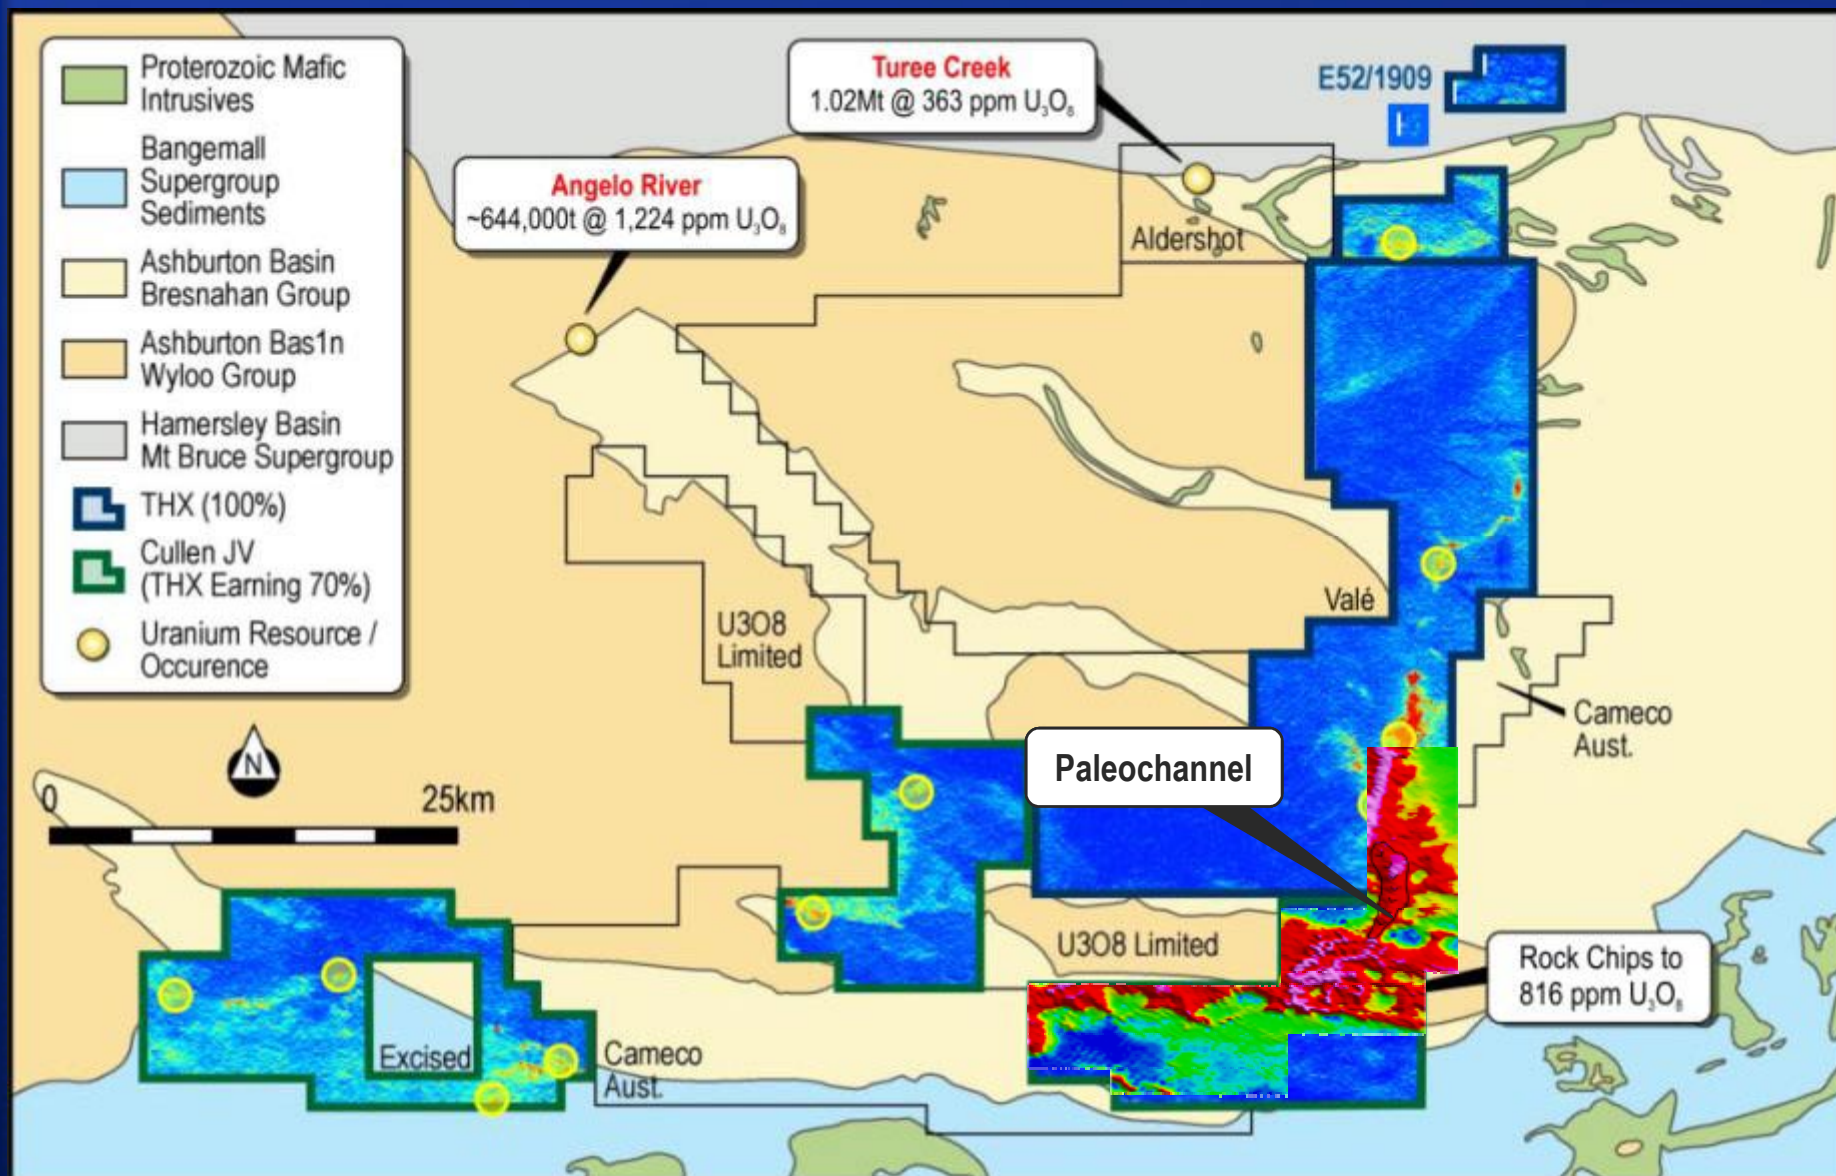 Proterozoic Mafic
Intrusives
Bangemall
Supergroup
Sediments
Ashburton Basin
Bresnahan Group
Ashburton Bas1n
Wyloo Group
Hamersley Basin
Mt Bruce Supergroup
THX (100%)
Cullen JV
(THX Earning 70%)
Uranium Resource /
Occurence
N
0 25km
Turee Creek
1.02Mt @ 363 ppm U₃O₈
E52/1909
Angelo River
~644,000t @ 1,224 ppm U₃O₈
Aldershot
Valé
U3O8
Limited
Cameco
Aust.
Paleochannel
U3O8 Limited
Rock Chips to
816 ppm U₃O₈
Excised
Cameco
Aust.